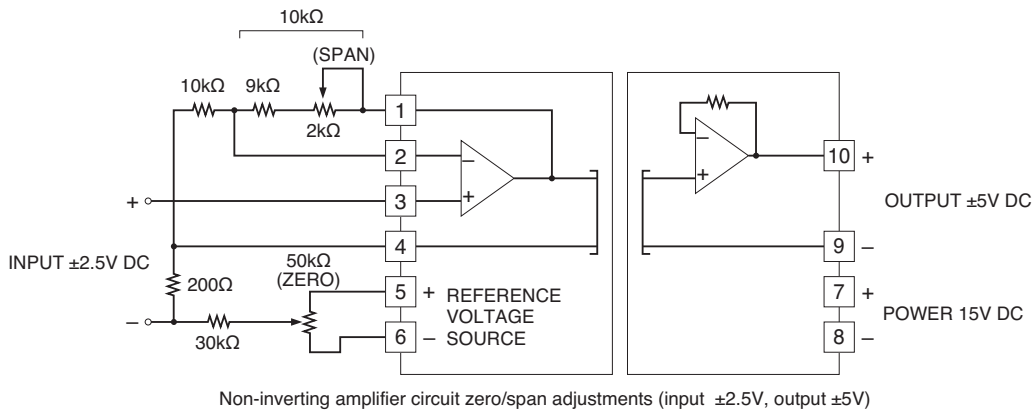 10kΩ
(SPAN)
10kΩ
9kΩ
2kΩ
1
2
3
4
5
6
+
−
INPUT ±2.5V DC
200Ω
30kΩ
50kΩ
(ZERO)
−
+
+
−
REFERENCE
VOLTAGE
SOURCE
−
+
10
9
7
8
+
−
+
−
OUTPUT ±5V DC
POWER 15V DC
Non-inverting amplifier circuit zero/span adjustments (input ±2.5V, output ±5V)